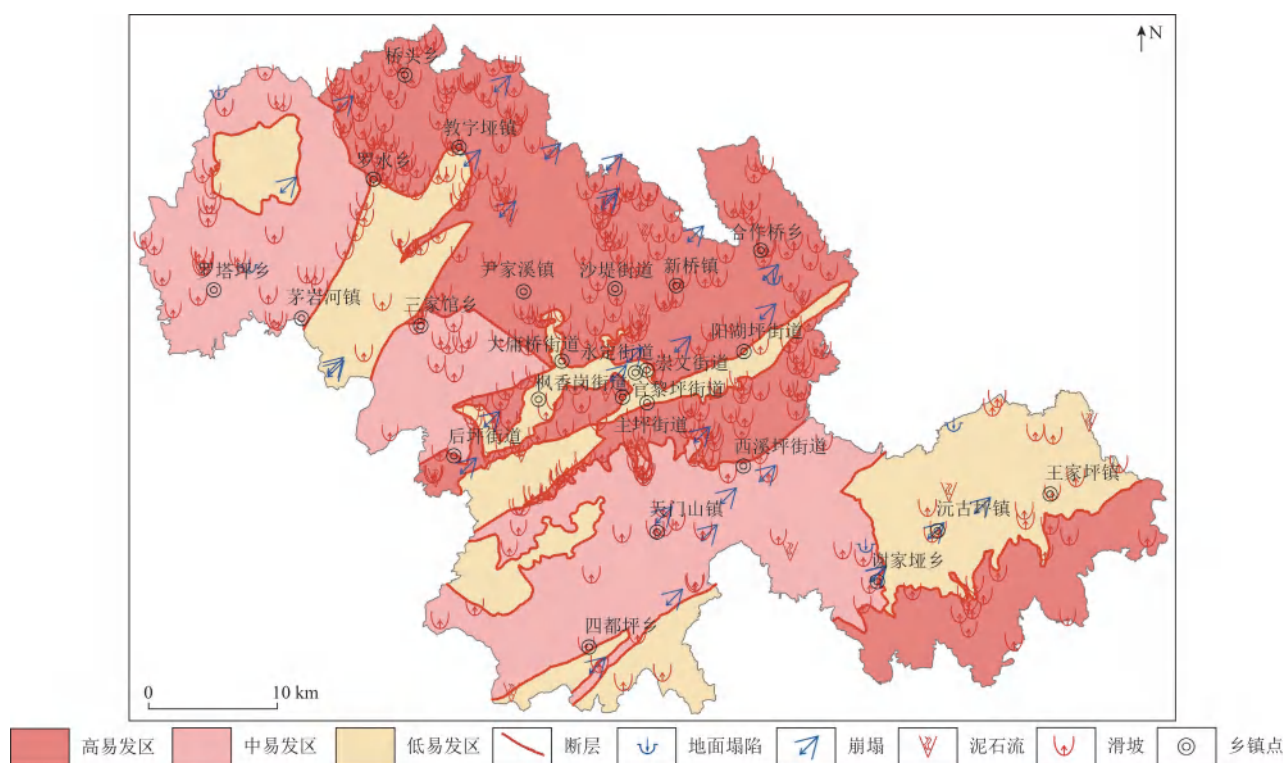 N
桥头乡
教字垭镇
罗水乡
合作桥乡
罗塔坪乡
尹家溪镇
沙堤街道
新桥镇
茅岩河镇
三家馆乡
阳湖坪街道
大庸桥街道
永定街道
崇文街道
枫香岗街道
官黎坪街道
主坪街道
后坪街道
西溪坪街道
王家坪镇
天门山镇
沅古坪镇
谢家垭乡
四都坪乡
0
10 km
高易发区
中易发区
低易发区
断层
地面塌陷
崩塌
泥石流
滑坡
乡镇点